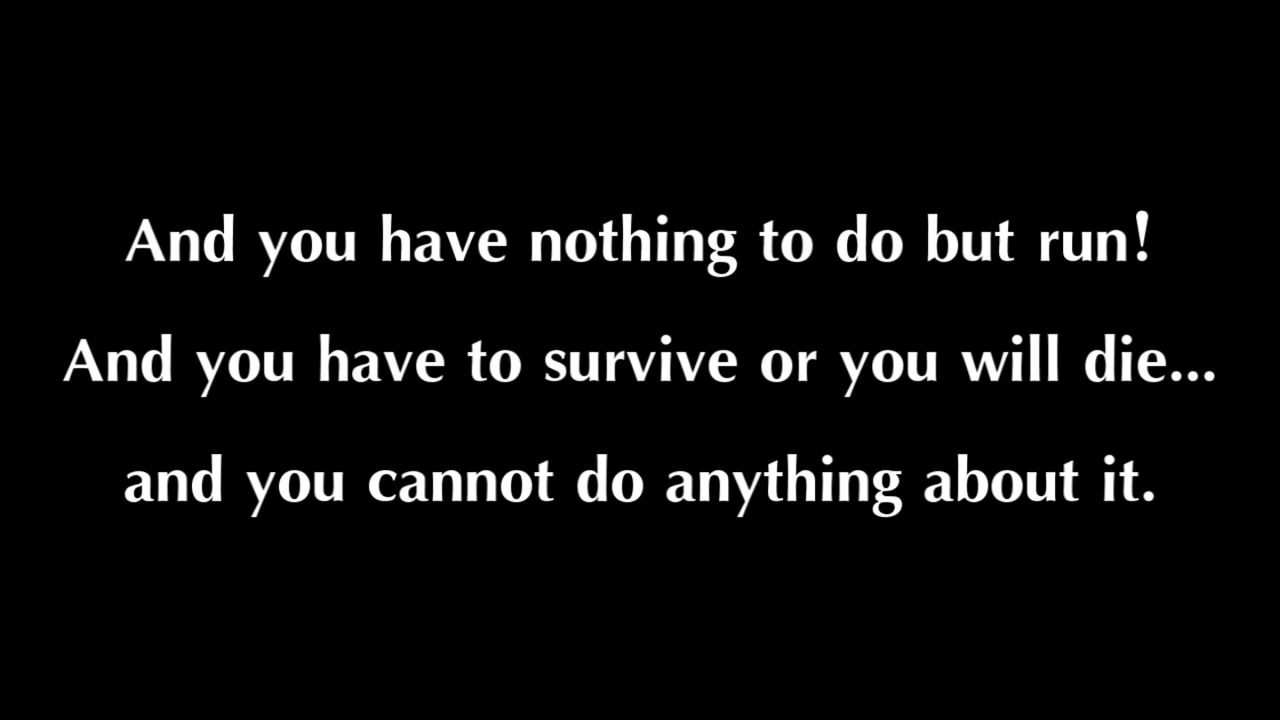 And you have nothing to do but run!
And you have to survive or you will die...
and you cannot do anything about it.